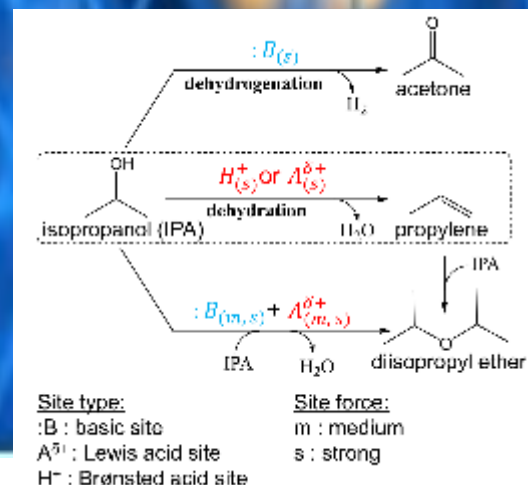 :B(s)
dehydrogenation
H2
acetone
O
OH
H+(s) or Aδ+(s)
dehydration
H2O
isopropanol (IPA)
propylene
IPA
:B(m,s) + Aδ+(m,s)
IPA
H2O
O
diisopropyl ether
Site type:
:B : basic site
Aδ+ : Lewis acid site
H⁻ : Brønsted acid site
Site force:
m : medium
s : strong